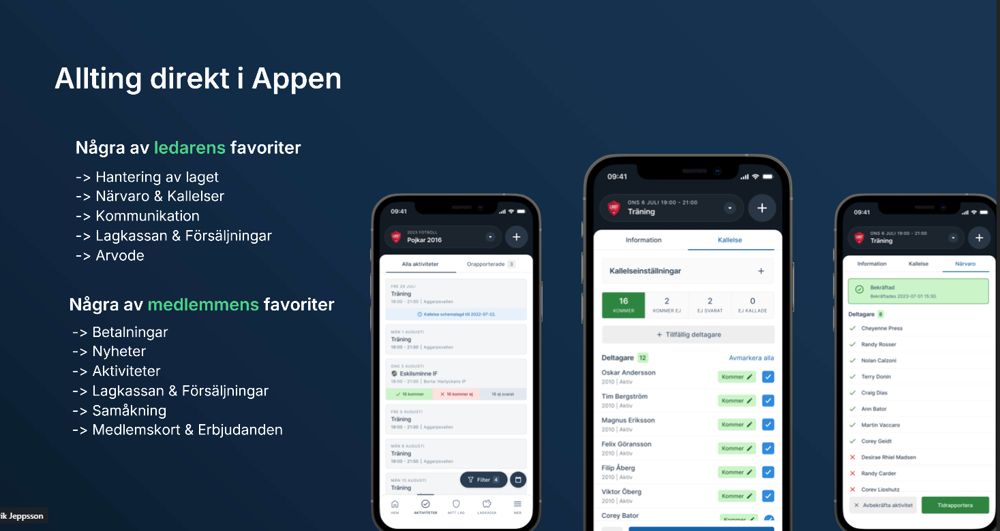 Allting direkt i Appen
Några av ledarens favoriter
-> Hantering av laget
-> Närvaro & Kallelser
-> Kommunikation
-> Lagkassan & Försäljningar
-> Arvode
Några av medlemmens favoriter
-> Betalningar
-> Nyheter
-> Aktiviteter
-> Lagkassan & Försäljningar
-> Samåkning
-> Medlemskort & Erbjudanden
rik Jeppsson
09:41
2023 FOTBOLL
Pojkar 2016
Alla aktiviteter
Orapporterade 3
FRE 29 JULI
Träning
19:00 - 21:00 | Aggarpsvallen
Kallelse schemalagd till 2022-07-22.
MÅN 1 AUGUSTI
Träning
19:00 - 21:00 | Aggarpsvallen
ONS 3 AUGUSTI
Eskilsminne IF
19:00 - 21:00 | Borta: Harlyckans IP
16 kommer
16 kommer ej
16 ej svarat
FRE 5 AUGUSTI
Träning
19:00 - 21:00 | Aggarpsvallen
MÅN 8 AUGUSTI
Träning
19:00 - 21:00 | Aggarpsvallen
MÅN 10 AUGUSTI
Träning
Filter 4
HEM
AKTIVITETER
MITT LAG
LAGKASSA
MER
09:41
LB07
ONS 6 JULI 19:00 - 21:00
Träning
Information
Kallelse
Kallelseinställningar
16
KOMMER
2
KOMMER EJ
2
EJ SVARAT
0
EJ KALLADE
+ Tillfällig deltagare
Deltagare 12
Avmarkera alla
Oskar Andersson
2010 | Aktiv
Kommer
Tim Bergström
2010 | Aktiv
Kommer
Magnus Eriksson
2010 | Aktiv
Kommer
Felix Göransson
2010 | Aktiv
Kommer
Filip Åberg
2010 | Aktiv
Kommer
Viktor Öberg
2010 | Aktiv
Kommer
Corey Bator
Kommer
09:41
ONS 6 JULI 19:00 - 21:00
Träning
Information
Kallelse
Närvaro
Bekräftad
Bekräftades 2023-07-01 15:30.
Deltagare 8
Cheyenne Press
Randy Rosser
Nolan Calzoni
Terry Donin
Craig Dias
Ann Bator
Martin Vaccaro
Corey Geidt
Desirae Rhiel Madsen
Randy Carder
Corey Lipshutz
Avbekräfta aktivitet
Tidrapportera